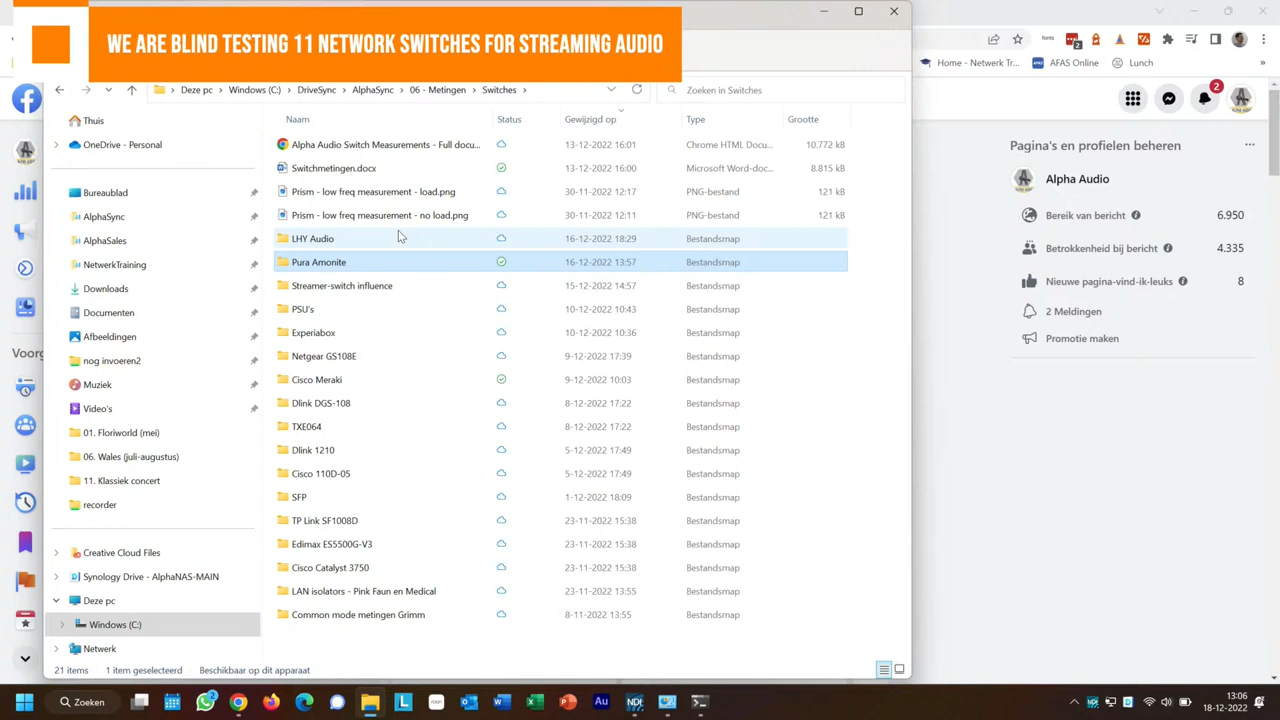 WE ARE BLIND TESTING 11 NETWORK SWITCHES FOR STREAMING AUDIO
fonts
2
Home - Netwerk Tr...
AFAS Online
Lunch
»
Deze pc > Windows (C:) > DriveSync > AlphaSync > 06 - Metingen > Switches >
Zoeken in Switches
2
Naam Status Gewijzigd op Type Grootte
Thuis
OneDrive - Personal
Bureaublad
AlphaSync
AlphaSales
NetwerkTraining
Downloads
Documenten
Afbeeldingen
nog invoeren2
Muziek
Video's
01. Floriworld (mei)
06. Wales (juli-augustus)
11. Klassiek concert
recorder
Creative Cloud Files
Synology Drive - AlphaNAS-MAIN
Deze pc
Windows (C:)
Netwerk
Alpha Audio Switch Measurements - Full docu... 13-12-2022 16:01 Chrome HTML Docu... 10.772 kB
Switchmetingen.docx 13-12-2022 16:00 Microsoft Word-doc... 8.815 kB
Prism - low freq measurement - load.png 30-11-2022 12:17 PNG-bestand 121 kB
Prism - low freq measurement - no load.png 30-11-2022 12:11 PNG-bestand 121 kB
LHY Audio 16-12-2022 18:29 Bestandsmap
Pura Amonite 16-12-2022 13:57 Bestandsmap
Streamer-switch influence 15-12-2022 14:57 Bestandsmap
PSU's 10-12-2022 10:43 Bestandsmap
Experiabox 10-12-2022 10:36 Bestandsmap
Netgear GS108E 9-12-2022 17:39 Bestandsmap
Cisco Meraki 9-12-2022 10:03 Bestandsmap
Dlink DGS-108 8-12-2022 17:22 Bestandsmap
TXE064 8-12-2022 17:22 Bestandsmap
Dlink 1210 5-12-2022 17:49 Bestandsmap
Cisco 110D-05 5-12-2022 17:49 Bestandsmap
SFP 1-12-2022 18:09 Bestandsmap
TP Link SF1008D 23-11-2022 15:38 Bestandsmap
Edimax ES5500G-V3 23-11-2022 15:38 Bestandsmap
Cisco Catalyst 3750 23-11-2022 15:38 Bestandsmap
LAN isolators - Pink Faun en Medical 23-11-2022 13:55 Bestandsmap
Common mode metingen Grimm 8-11-2022 13:55 Bestandsmap
21 items 1 item geselecteerd Beschikbaar op dit apparaat
Voorg
Pagina's en profielen beheren
Alpha Audio
Bereik van bericht 6.950
Betrokkenheid bij bericht 4.335
Nieuwe pagina-vind-ik-leuks 8
2 Meldingen
Promotie maken
Zoeken
2
13:06
18-12-2022